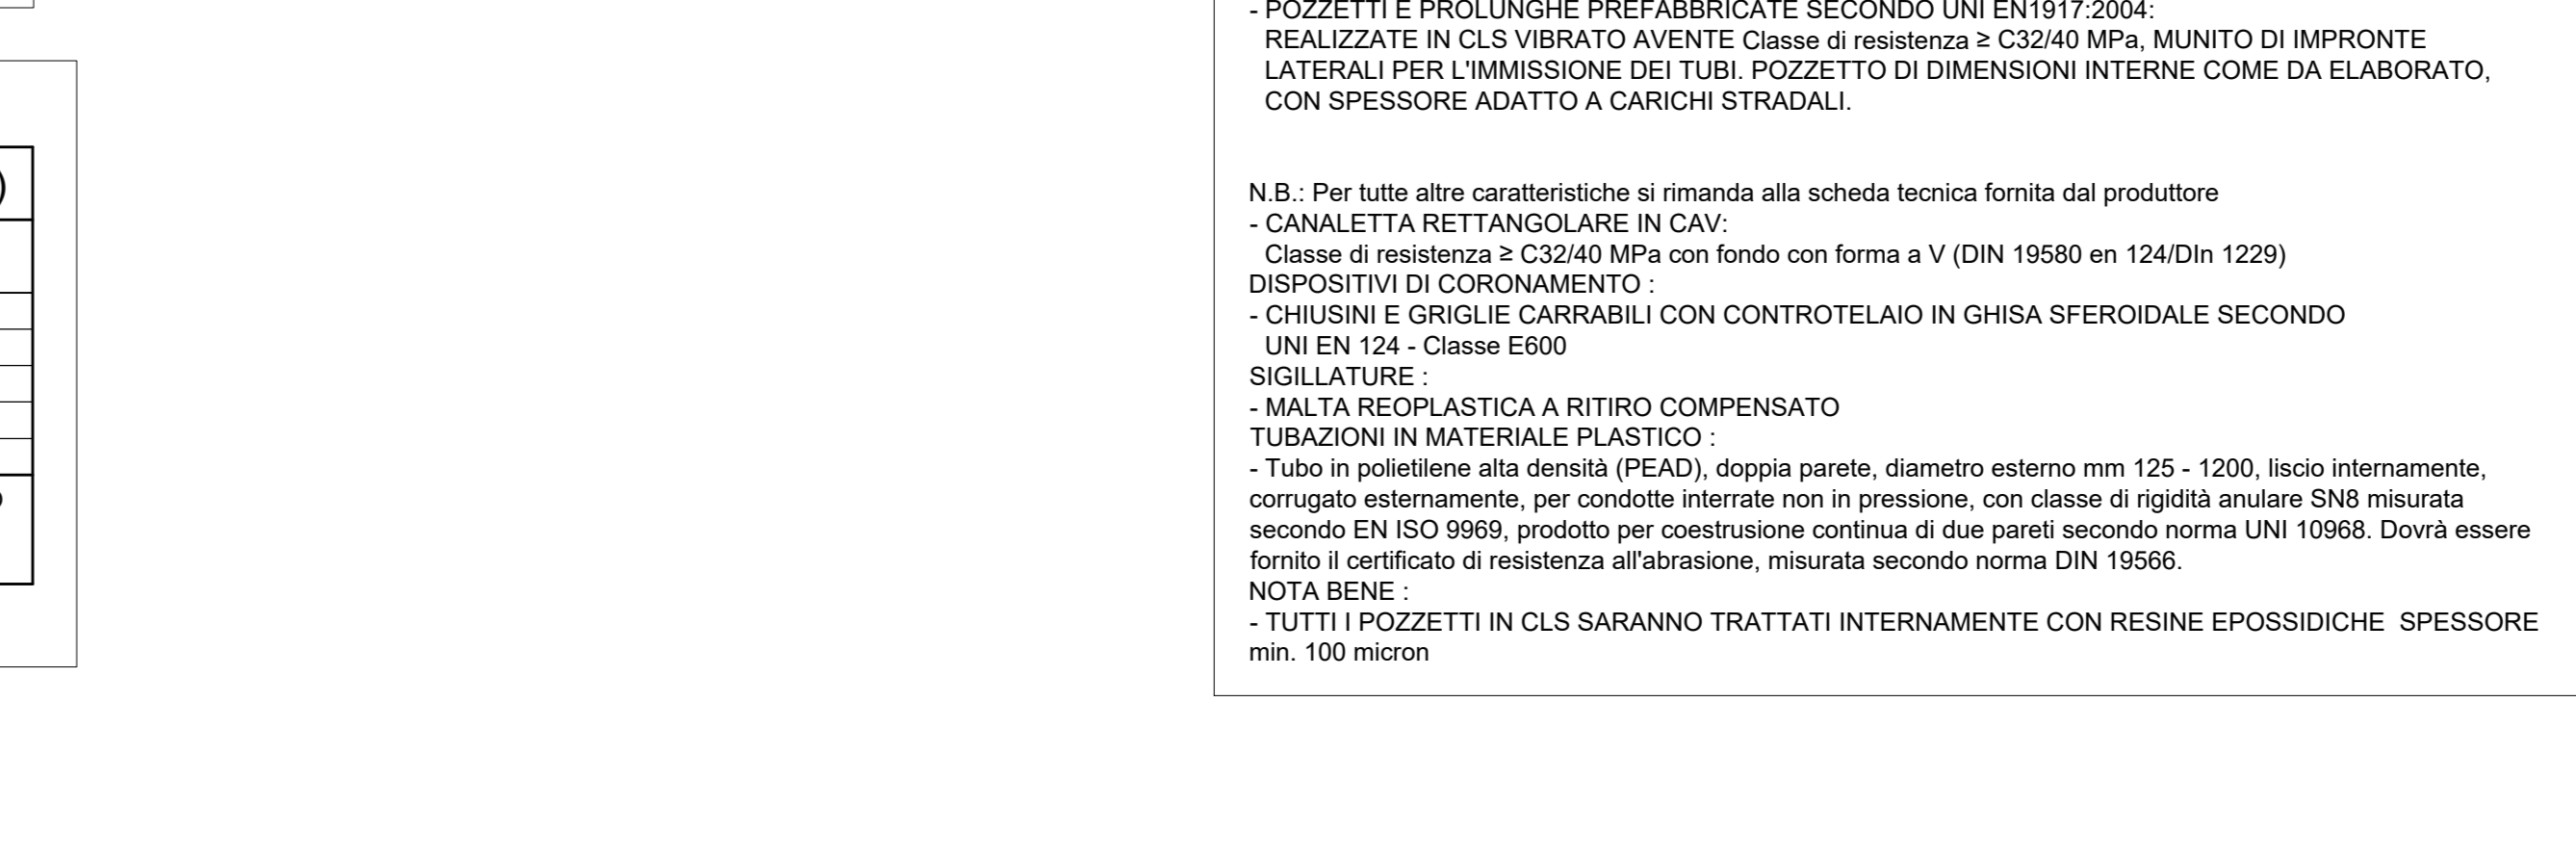 - POZZETTI E PROLUNGHE PREFABBRICATE SECONDO UNI EN1917:2004:
REALIZZATE IN CLS VIBRATO AVENTE Classe di resistenza ≥ C32/40 MPa, MUNITO DI IMPRONTE
LATERALI PER L'IMMISSIONE DEI TUBI. POZZETTO DI DIMENSIONI INTERNE COME DA ELABORATO,
CON SPESSORE ADATTO A CARICHI STRADALI.
)
N.B.: Per tutte altre caratteristiche si rimanda alla scheda tecnica fornita dal produttore
- CANALETTA RETTANGOLARE IN CAV:
Classe di resistenza ≥ C32/40 MPa con fondo con forma a V (DIN 19580 en 124/DIn 1229)
DISPOSITIVI DI CORONAMENTO :
- CHIUSINI E GRIGLIE CARRABILI CON CONTROTELAIO IN GHISA SFEROIDALE SECONDO
UNI EN 124 - Classe E600
SIGILLATURE :
- MALTA REOPLASTICA A RITIRO COMPENSATO
TUBAZIONI IN MATERIALE PLASTICO :
- Tubo in polietilene alta densità (PEAD), doppia parete, diametro esterno mm 125 - 1200, liscio internamente,
corrugato esternamente, per condotte interrate non in pressione, con classe di rigidità anulare SN8 misurata
secondo EN ISO 9969, prodotto per coestrusione continua di due pareti secondo norma UNI 10968. Dovrà essere
fornito il certificato di resistenza all'abrasione, misurata secondo norma DIN 19566.
NOTA BENE :
- TUTTI I POZZETTI IN CLS SARANNO TRATTATI INTERNAMENTE CON RESINE EPOSSIDICHE  SPESSORE
min. 100 micron